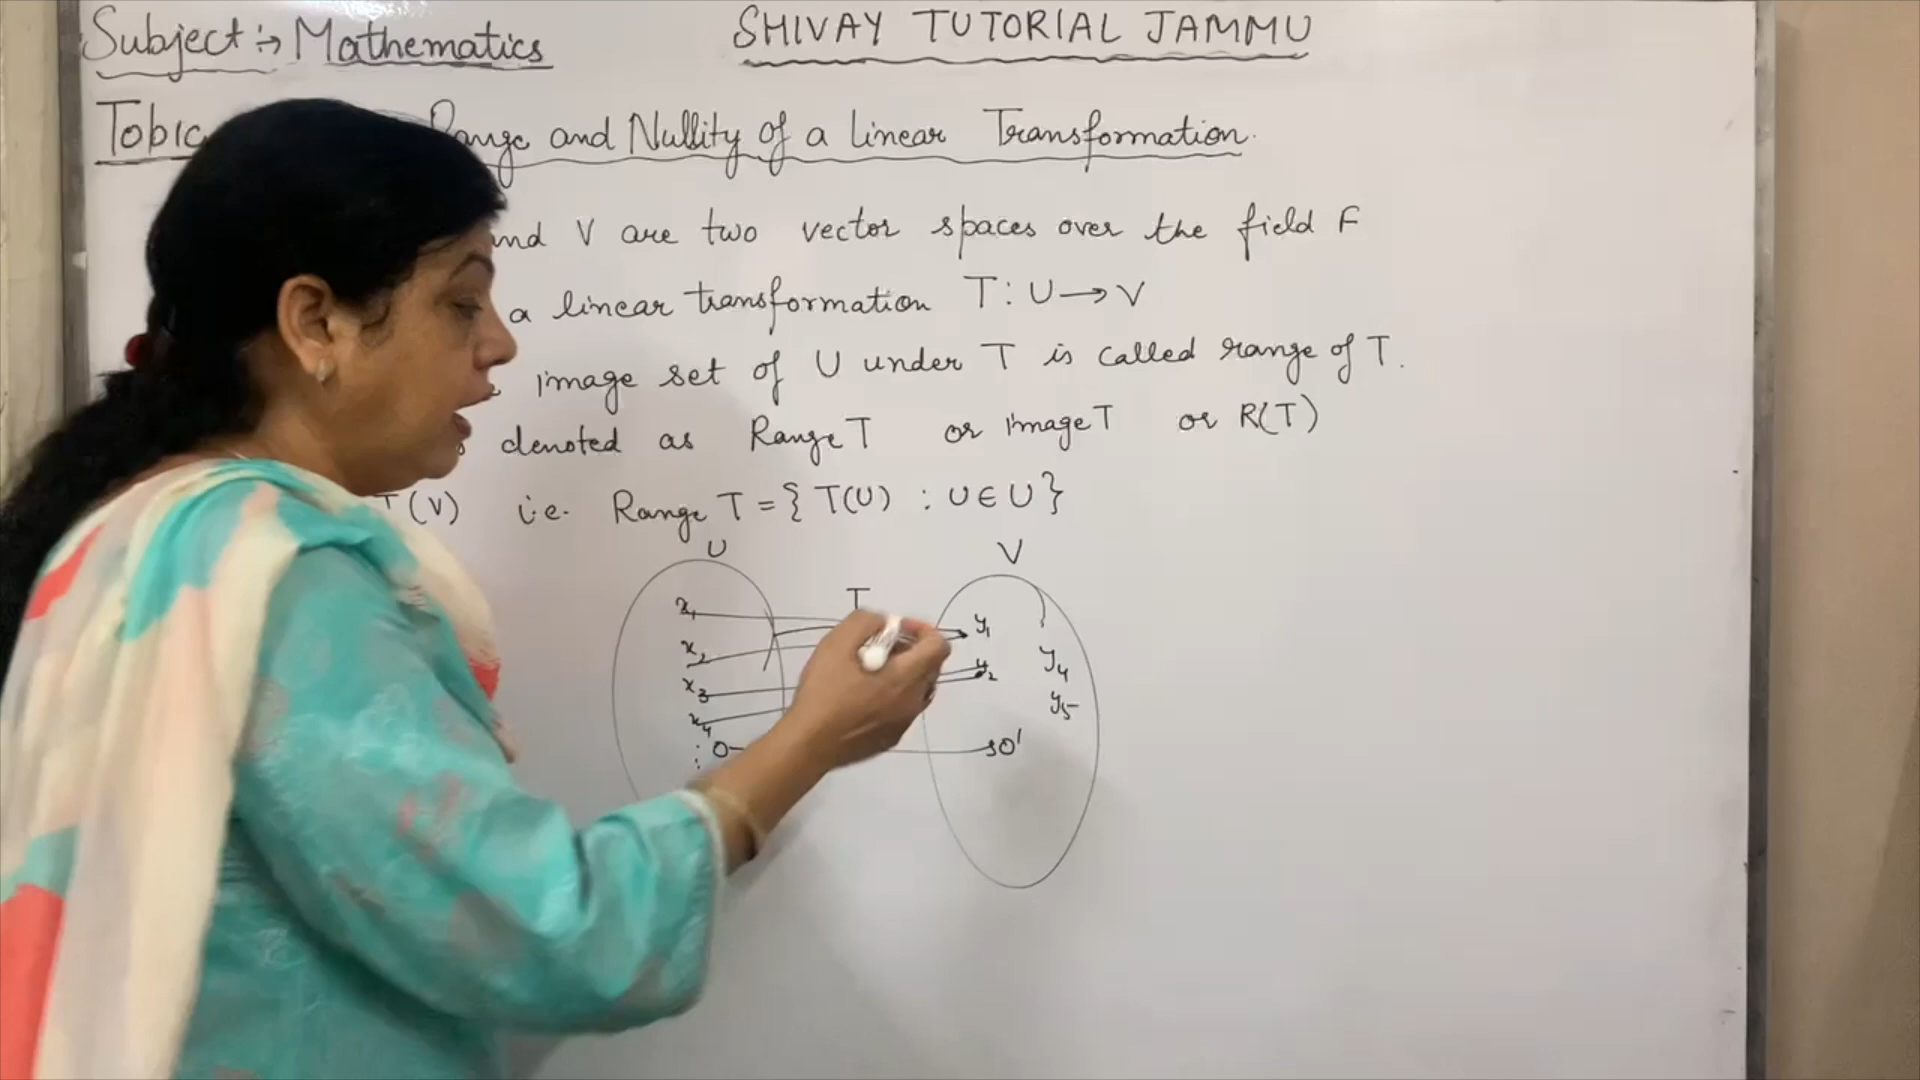 Subject :→ Mathematics
SHIVAY TUTORIAL JAMMU
Tobic Range and Nullity of a linear Transformation.
and V are two vector spaces over the field F
a linear transformation T : U → V
image set of U under T is called range of T.
denoted as Range T or image T or R(T)
T(V) i.e. Range T = { T(U) : U ∈ U }
U V
T
x₁ y₁
x₂ y₄
x₃ y₂ y₅
x₄
: 0 0'